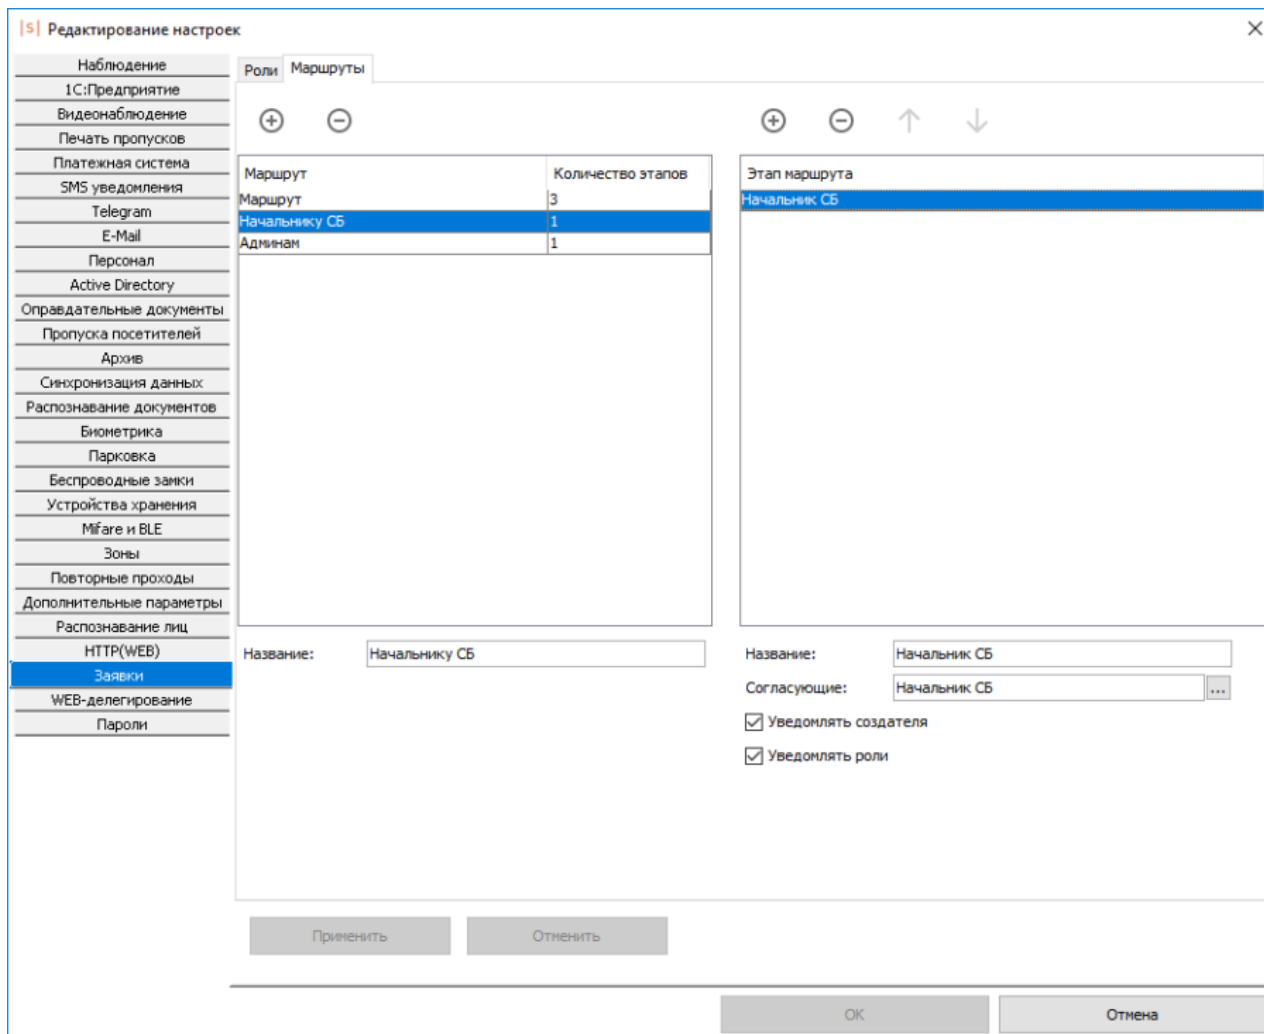 |S| Редактирование настроек
Наблюдение
1С:Предприятие
Видеонаблюдение
Печать пропусков
Платежная система
SMS уведомления
Telegram
E-Mail
Персонал
Active Directory
Оправдательные документы
Пропуска посетителей
Архив
Синхронизация данных
Распознавание документов
Биометрика
Парковка
Беспроводные замки
Устройства хранения
Mifare и BLE
Зоны
Повторные проходы
Дополнительные параметры
Распознавание лиц
HTTP(WEB)
Заявки
WEB-делегирование
Пароли
Роли Маршруты
Маршрут Количество этапов
Маршрут 3
Начальнику СБ 1
Админам 1
Название: Начальнику СБ
Этап маршрута
Начальник СБ
Название: Начальник СБ
Согласующие: Начальник СБ ...
Уведомлять создателя
Уведомлять роли
Применить Отменить
OK Отмена